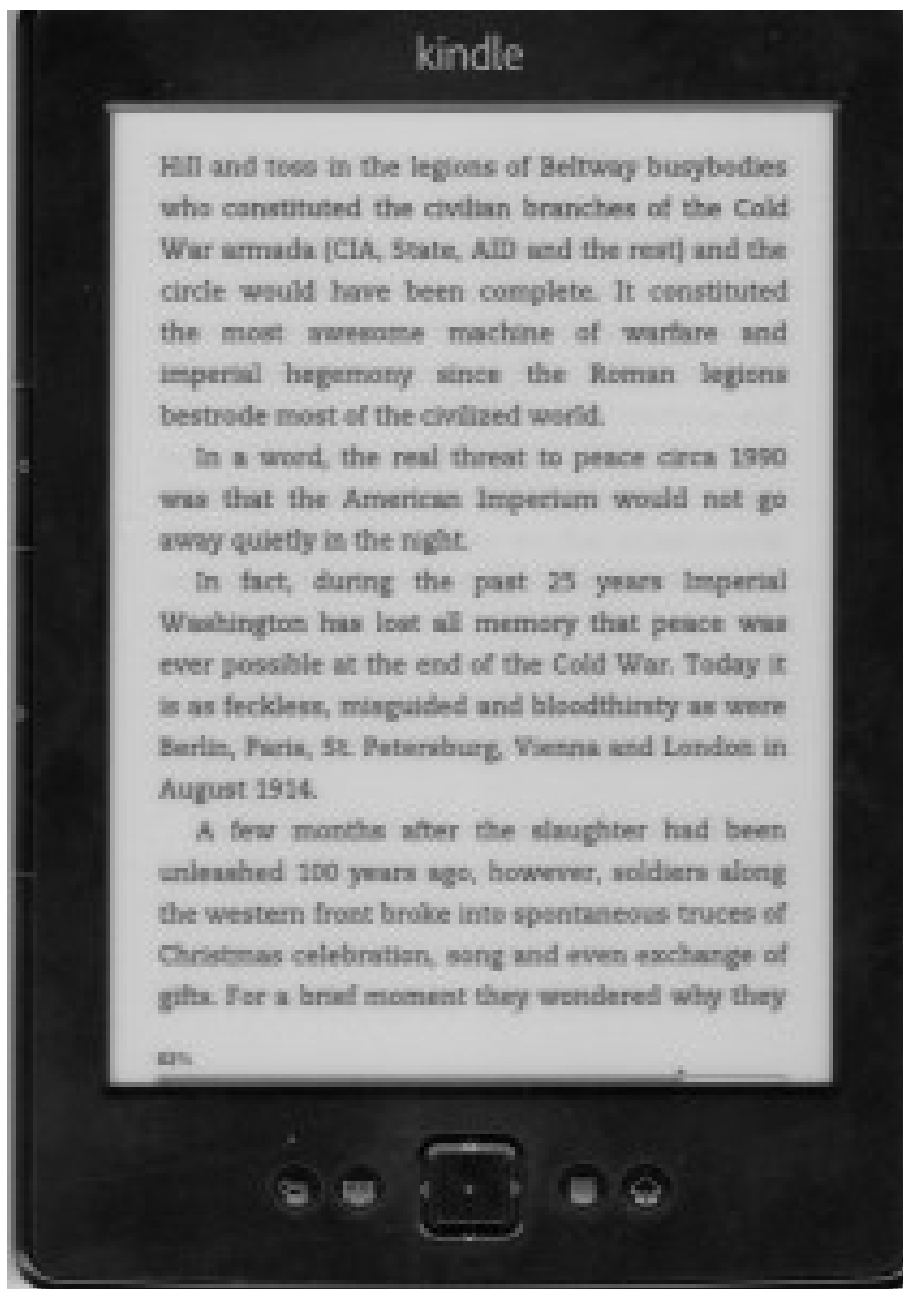 kindle
Hill and toss in the legions of Beltway busybodies
who constituted the civilian branches of the Cold
War armada (CIA, State, AID and the rest) and the
circle would have been complete. It constituted
the most awesome machine of warfare and
imperial hegemony since the Roman legions
bestrode most of the civilized world.
In a word, the real threat to peace circa 1990
was that the American Imperium would not go
away quietly in the night.
In fact, during the past 25 years Imperial
Washington has lost all memory that peace was
ever possible at the end of the Cold War. Today it
is as feckless, misguided and bloodthirsty as were
Berlin, Paris, St. Petersburg, Vienna and London in
August 1914.
A few months after the slaughter had been
unleashed 100 years ago, however, soldiers along
the western front broke into spontaneous truces of
Christmas celebration, song and even exchange of
gifts. For a brief moment they wondered why they